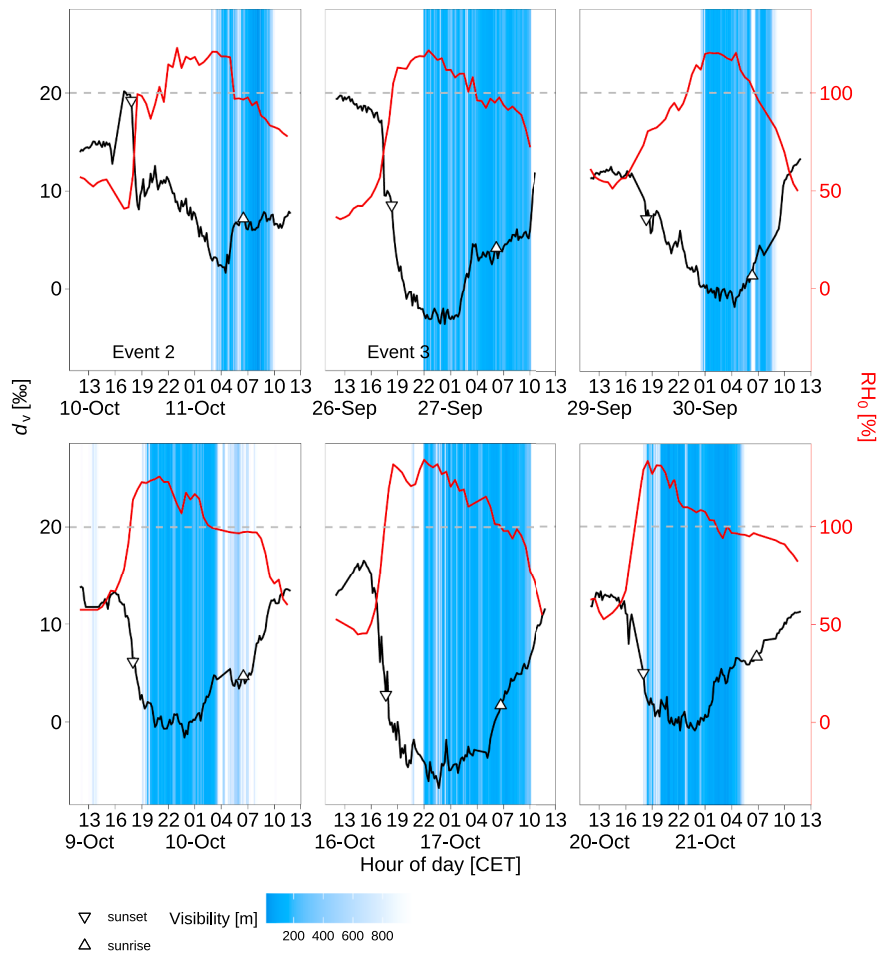 20
10
0
100
50
0
Event 2
Event 3
13 16 19 22 01 04 07 10 13
10-Oct 11-Oct
13 16 19 22 01 04 07 10 13
26-Sep 27-Sep
13 16 19 22 01 04 07 10 13
29-Sep 30-Sep
dv [‰]
RH0 [%]
20
10
0
100
50
0
13 16 19 22 01 04 07 10 13
9-Oct 10-Oct
13 16 19 22 01 04 07 10 13
16-Oct 17-Oct
13 16 19 22 01 04 07 10 13
20-Oct 21-Oct
Hour of day [CET]
sunset
sunrise
Visibility [m]
200 400 600 800